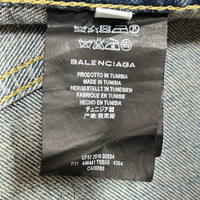 BALENCIAGA
PRODOTTO IN TUNISIA
MADE IN TUNISIA
HERGESTELLT IN TUNESIEN
FABRIQUE EN TUNISIE
HECHO EN TUNISIA
チュニジア製
产地:突尼斯